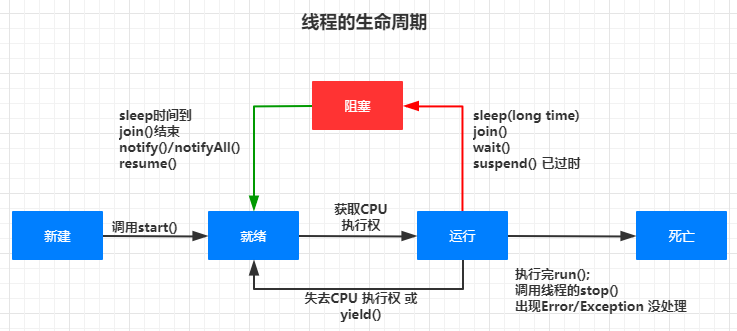 线程的生命周期
阻塞
sleep时间到
join()结束
notify()/notifyAll()
resume()
sleep(long time)
join()
wait()
suspend() 已过时
新建
调用start()
就绪
获取CPU
执行权
运行
死亡
失去CPU 执行权 或
yield()
执行完run();
调用线程的stop()
出现Error/Exception 没处理